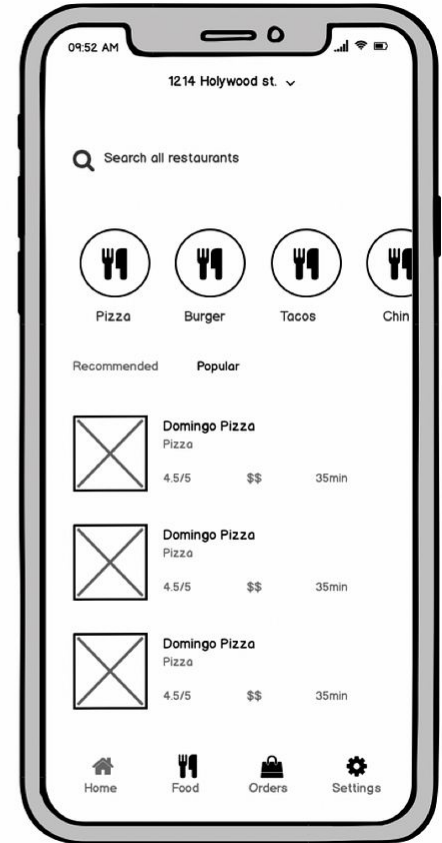 09:52 AM
1214 Holywood st.
Search all restaurants
Pizza Burger Tacos Chin
Recommended Popular
Domingo Pizza
Pizza
4.5/5 $$ 35min
Domingo Pizza
Pizza
4.5/5 $$ 35min
Domingo Pizza
Pizza
4.5/5 $$ 35min
Home Food Orders Settings